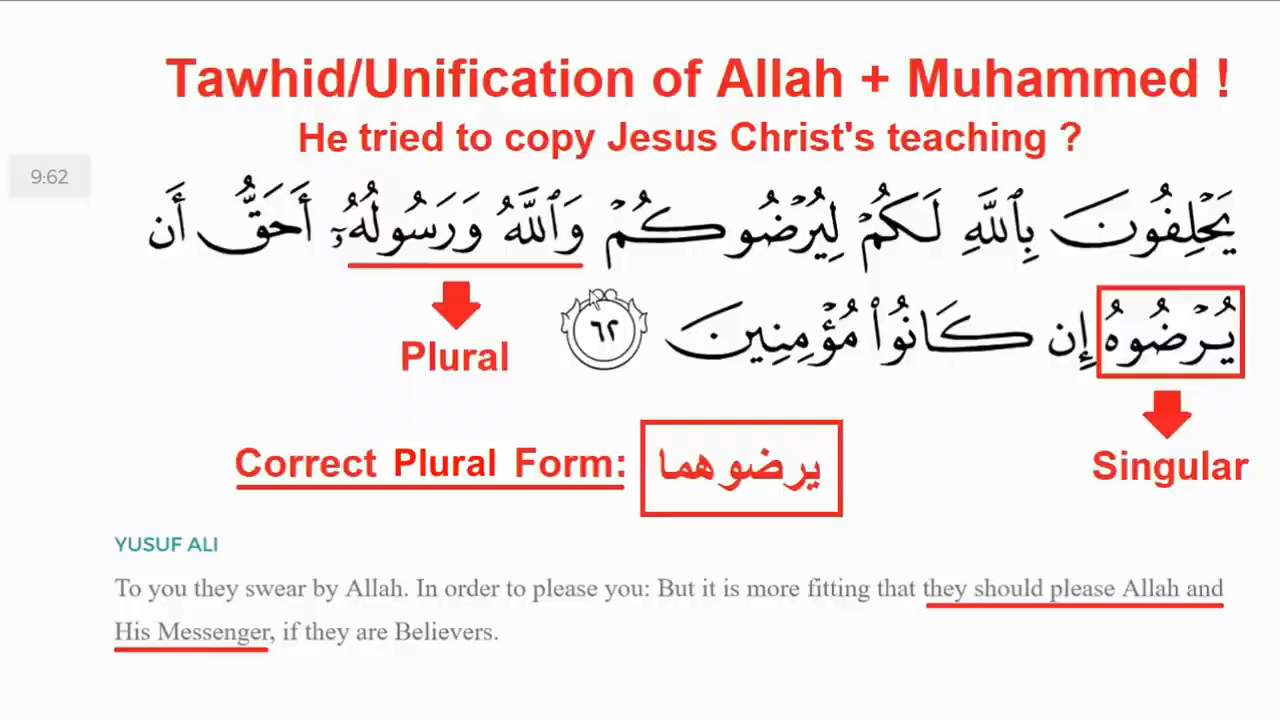 Tawhid/Unification of Allah + Muhammed !
He tried to copy Jesus Christ's teaching ?
9:62
يَحْلِفُونَ بِٱللَّهِ لَكُمْ لِيُرْضُوكُمْ وَٱللَّهُ وَرَسُولُهُۥٓ أَحَقُّ أَن
يُرْضُوهُ إِن كَانُوا۟ مُؤْمِنِينَ ٦٢
Plural
Singular
Correct Plural Form: يرضوهما
YUSUF ALI
To you they swear by Allah. In order to please you: But it is more fitting that they should please Allah and
His Messenger, if they are Believers.